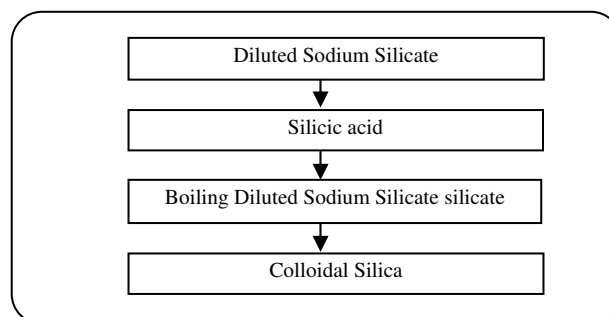 Diluted Sodium Silicate
Silicic acid
Boiling Diluted Sodium Silicate silicate
Colloidal Silica